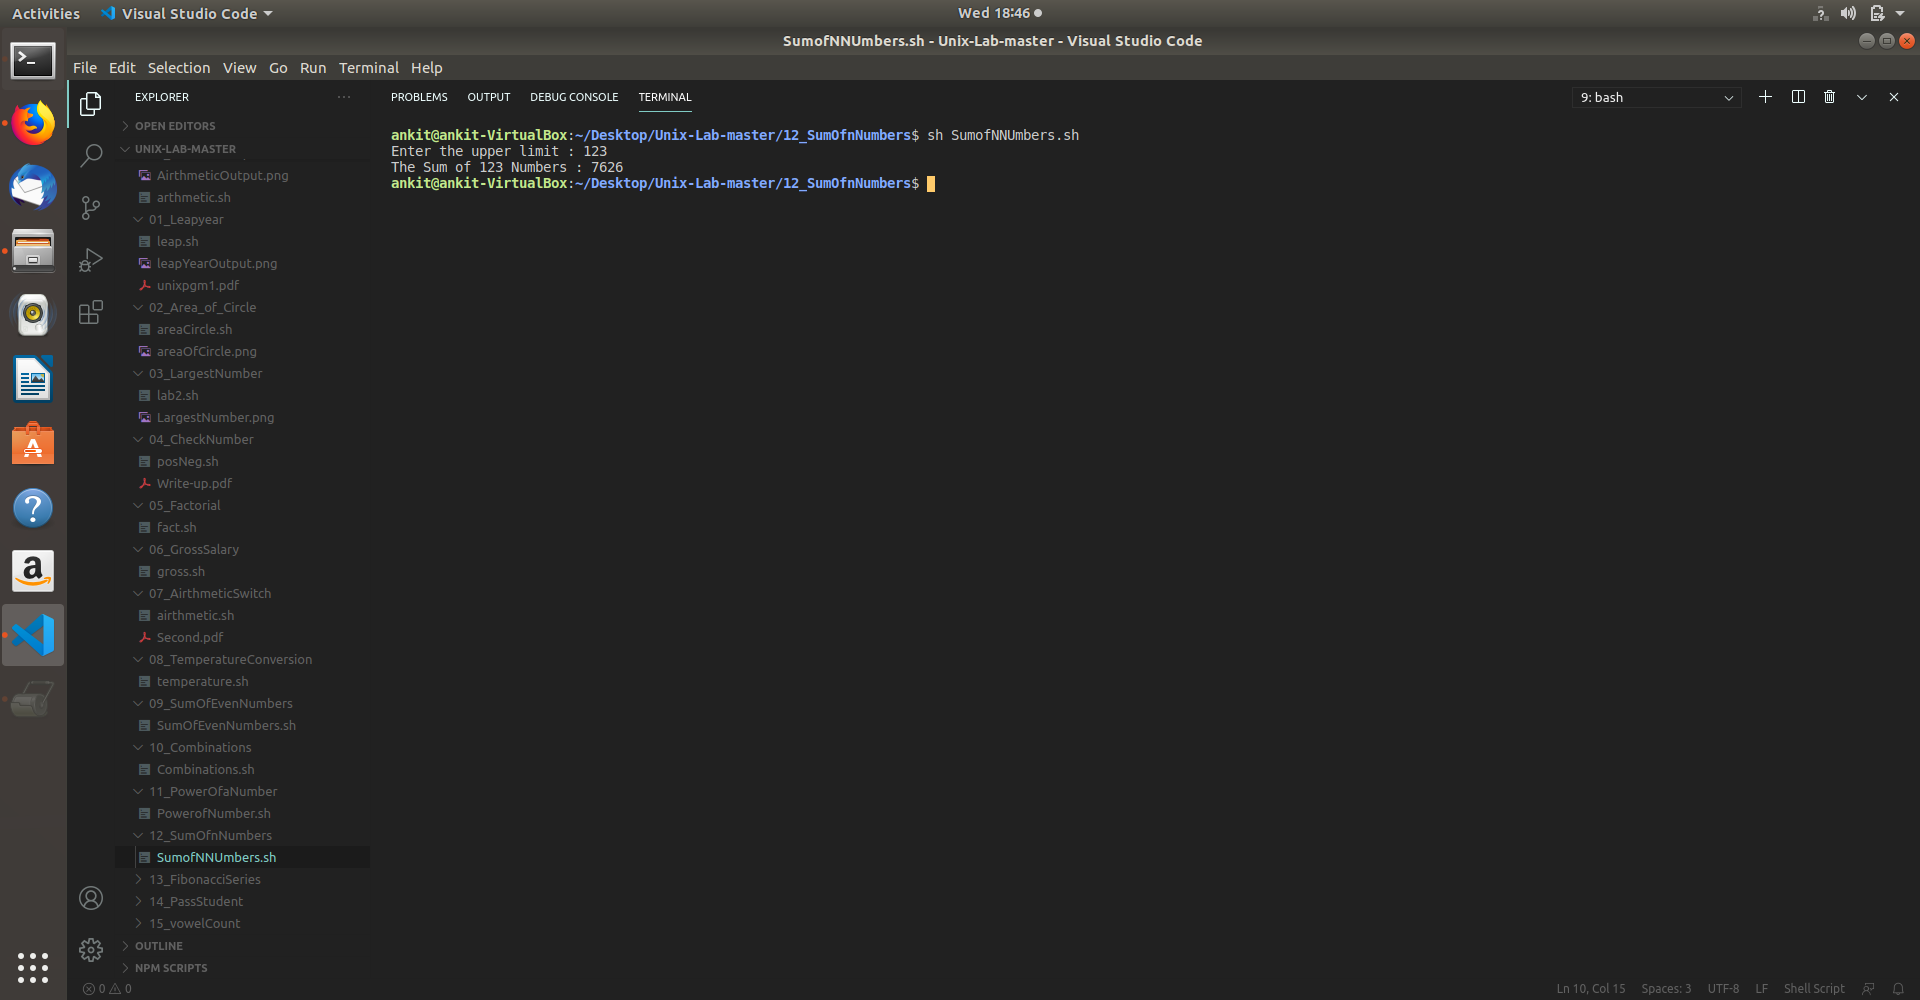 Activities Visual Studio Code Wed 18:46
SumofNNUmbers.sh - Unix-Lab-master - Visual Studio Code
File Edit Selection View Go Run Terminal Help
EXPLORER
OPEN EDITORS
UNIX-LAB-MASTER
AirthmeticOutput.png
arthmetic.sh
01_Leapyear
leap.sh
leapYearOutput.png
unixpgm1.pdf
02_Area_of_Circle
areaCircle.sh
areaOfCircle.png
03_LargestNumber
lab2.sh
LargestNumber.png
04_CheckNumber
posNeg.sh
Write-up.pdf
05_Factorial
fact.sh
06_GrossSalary
gross.sh
07_AirthmeticSwitch
airthmetic.sh
Second.pdf
08_TemperatureConversion
temperature.sh
09_SumOfEvenNumbers
SumOfEvenNumbers.sh
10_Combinations
Combinations.sh
11_PowerOfaNumber
PowerofNumber.sh
12_SumOfnNumbers
SumofNNUmbers.sh
13_FibonacciSeries
14_PassStudent
15_vowelCount
OUTLINE
NPM SCRIPTS
PROBLEMS OUTPUT DEBUG CONSOLE TERMINAL 9: bash
ankit@ankit-VirtualBox:~/Desktop/Unix-Lab-master/12_SumOfnNumbers$ sh SumofNNUmbers.sh
Enter the upper limit : 123
The Sum of 123 Numbers : 7626
ankit@ankit-VirtualBox:~/Desktop/Unix-Lab-master/12_SumOfnNumbers$
0 0 Ln 10, Col 15 Spaces: 3 UTF-8 LF Shell Script